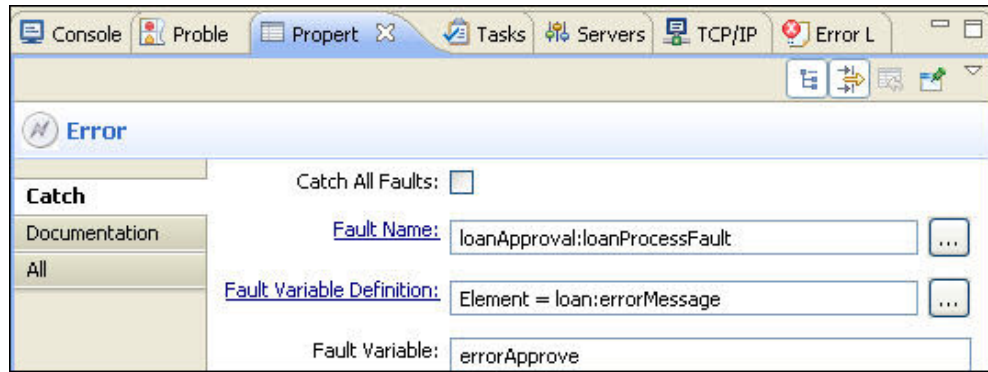 Console Proble Propert Tasks Servers TCP/IP Error L
Error
Catch
Documentation
All
Catch All Faults:
Fault Name: loanApproval:loanProcessFault ...
Fault Variable Definition: Element = loan:errorMessage ...
Fault Variable: errorApprove